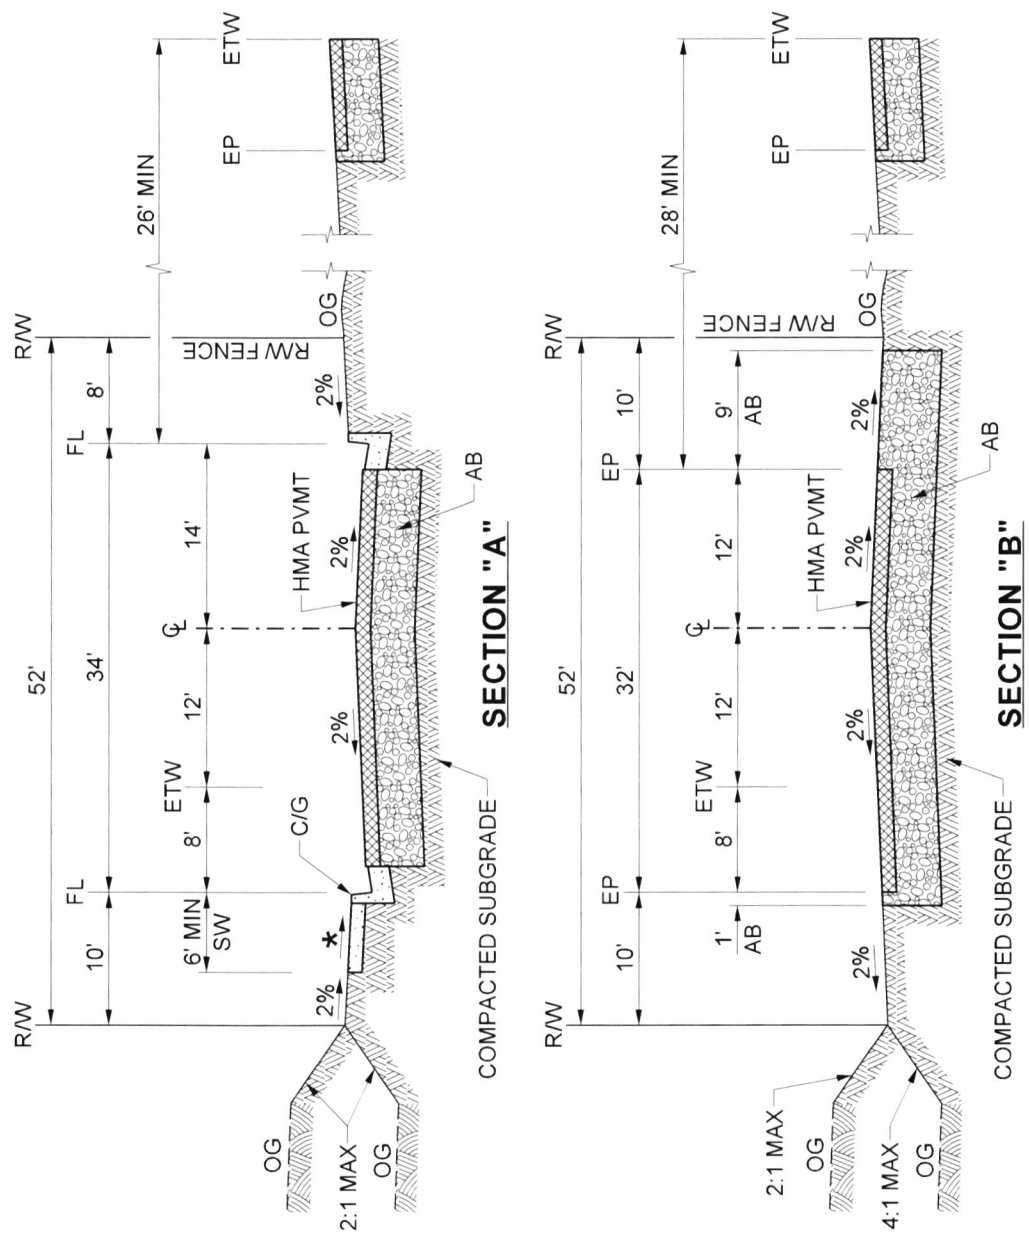 R/W
R/W
52'
10'
FL
34'
FL
8'
26' MIN
6' MIN
SW
8'
ETW
12'
℄
14'
EP
ETW
C/G
HMA PVMT
R/W FENCE
OG
2:1 MAX
OG
2%
*
2%
2%
2%
OG
AB
COMPACTED SUBGRADE
SECTION "A"
R/W
R/W
52'
10'
EP
32'
EP
10'
28' MIN
1'
AB
8'
ETW
12'
℄
12'
9'
AB
EP
ETW
HMA PVMT
R/W FENCE
2:1 MAX
OG
4:1 MAX
OG
2%
2%
2%
2%
OG
AB
COMPACTED SUBGRADE
SECTION "B"